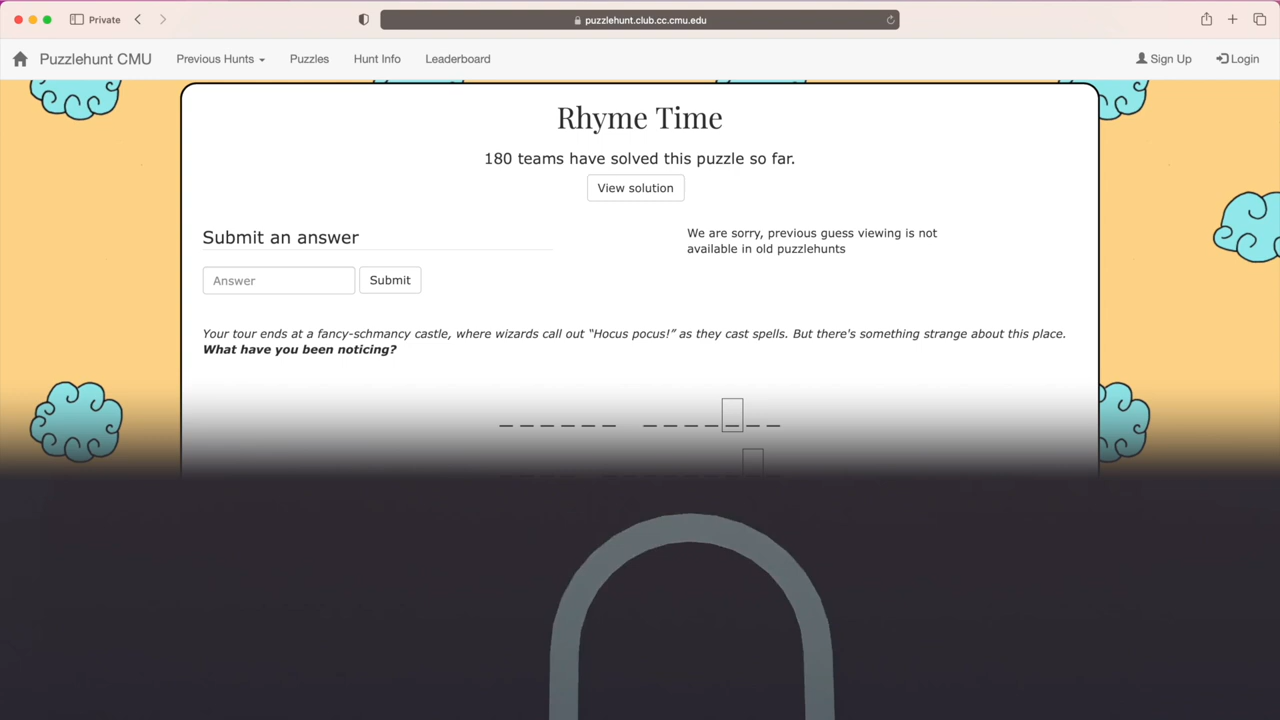 Private
puzzlehunt.club.cc.cmu.edu
Puzzlehunt CMU Previous Hunts Puzzles Hunt Info Leaderboard Sign Up Login
Rhyme Time
180 teams have solved this puzzle so far.
View solution
Submit an answer
We are sorry, previous guess viewing is not
available in old puzzlehunts
Answer Submit
Your tour ends at a fancy-schmancy castle, where wizards call out “Hocus pocus!” as they cast spells. But there's something strange about this place.
What have you been noticing?